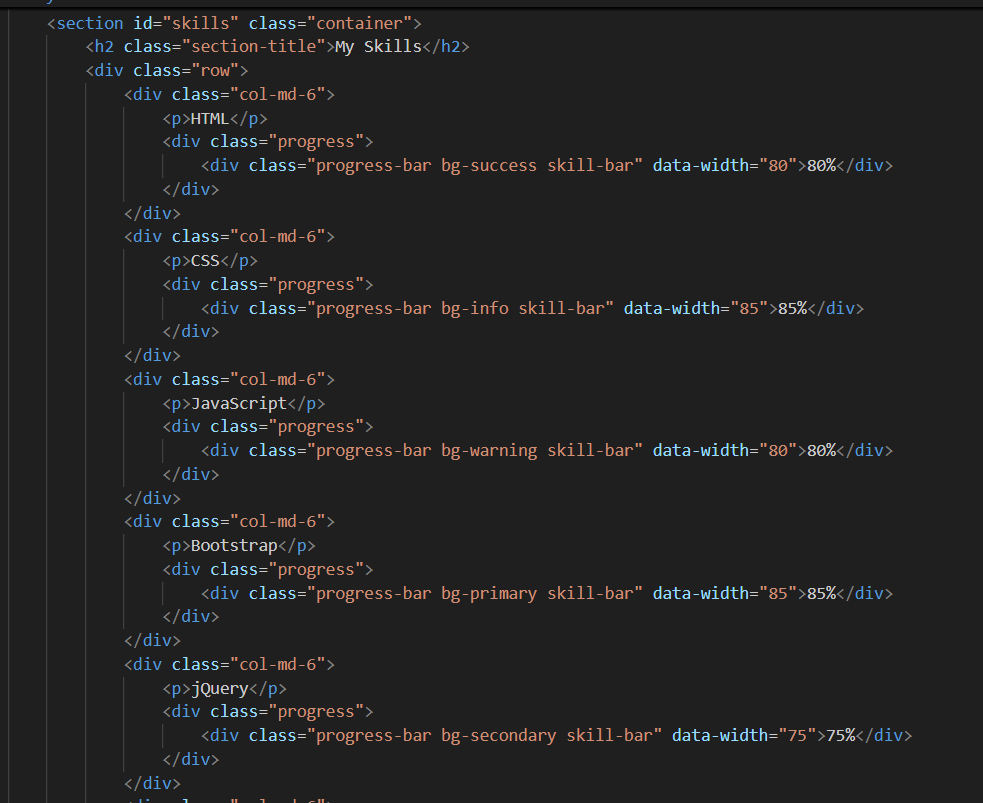 <section id="skills" class="container">
<h2 class="section-title">My Skills</h2>
<div class="row">
<div class="col-md-6">
<p>HTML</p>
<div class="progress">
<div class="progress-bar bg-success skill-bar" data-width="80">80%</div>
</div>
</div>
<div class="col-md-6">
<p>CSS</p>
<div class="progress">
<div class="progress-bar bg-info skill-bar" data-width="85">85%</div>
</div>
</div>
<div class="col-md-6">
<p>JavaScript</p>
<div class="progress">
<div class="progress-bar bg-warning skill-bar" data-width="80">80%</div>
</div>
</div>
<div class="col-md-6">
<p>Bootstrap</p>
<div class="progress">
<div class="progress-bar bg-primary skill-bar" data-width="85">85%</div>
</div>
</div>
<div class="col-md-6">
<p>jQuery</p>
<div class="progress">
<div class="progress-bar bg-secondary skill-bar" data-width="75">75%</div>
</div>
</div>